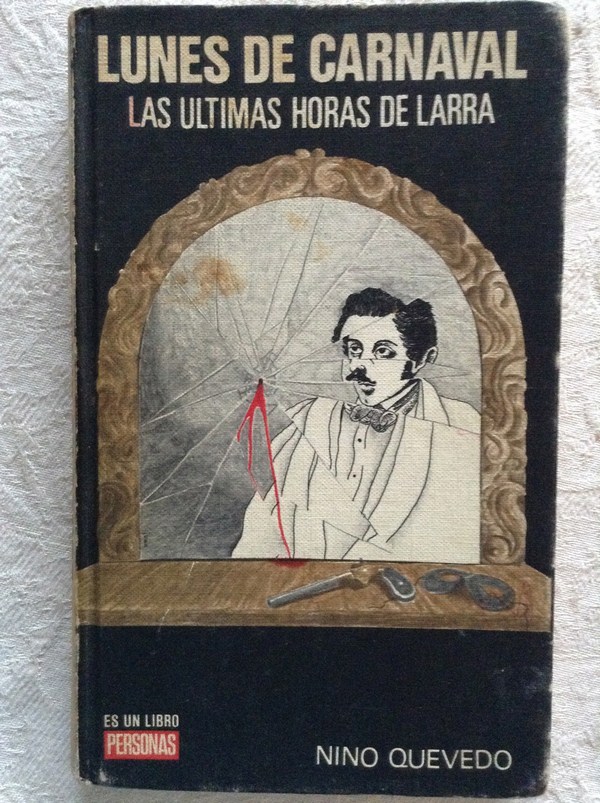 LUNES DE CARNAVAL
LAS ULTIMAS HORAS DE LARRA
ES UN LIBRO
PERSONAS
NINO QUEVEDO